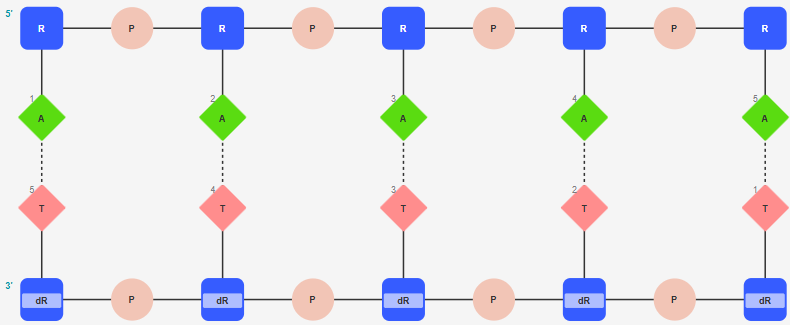 5'
R P R P R P R P R
1 2 3 4 5
A A A A A
5 4 3 2 1
T T T T T
3'
dR P dR P dR P dR P dR